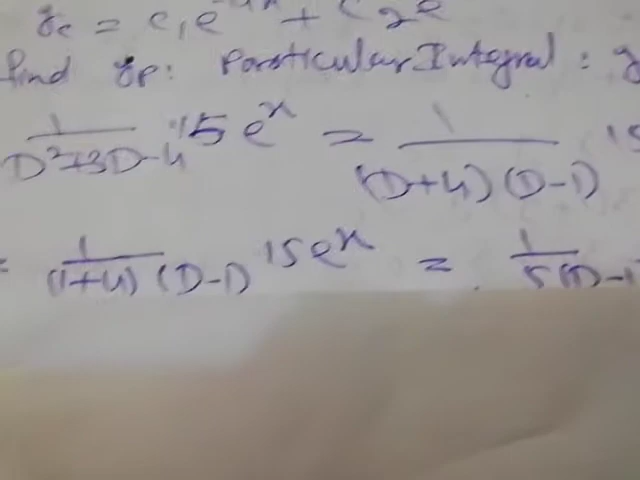 yc = c₁e⁻⁴ˣ + c₂e
find yp: Particular Integral: y
1/(D²+3D-4) 15eˣ = 1/((D+4)(D-1)) 15
= 1/((1+4)(D-1)) 15eˣ = 1/(5(D-1